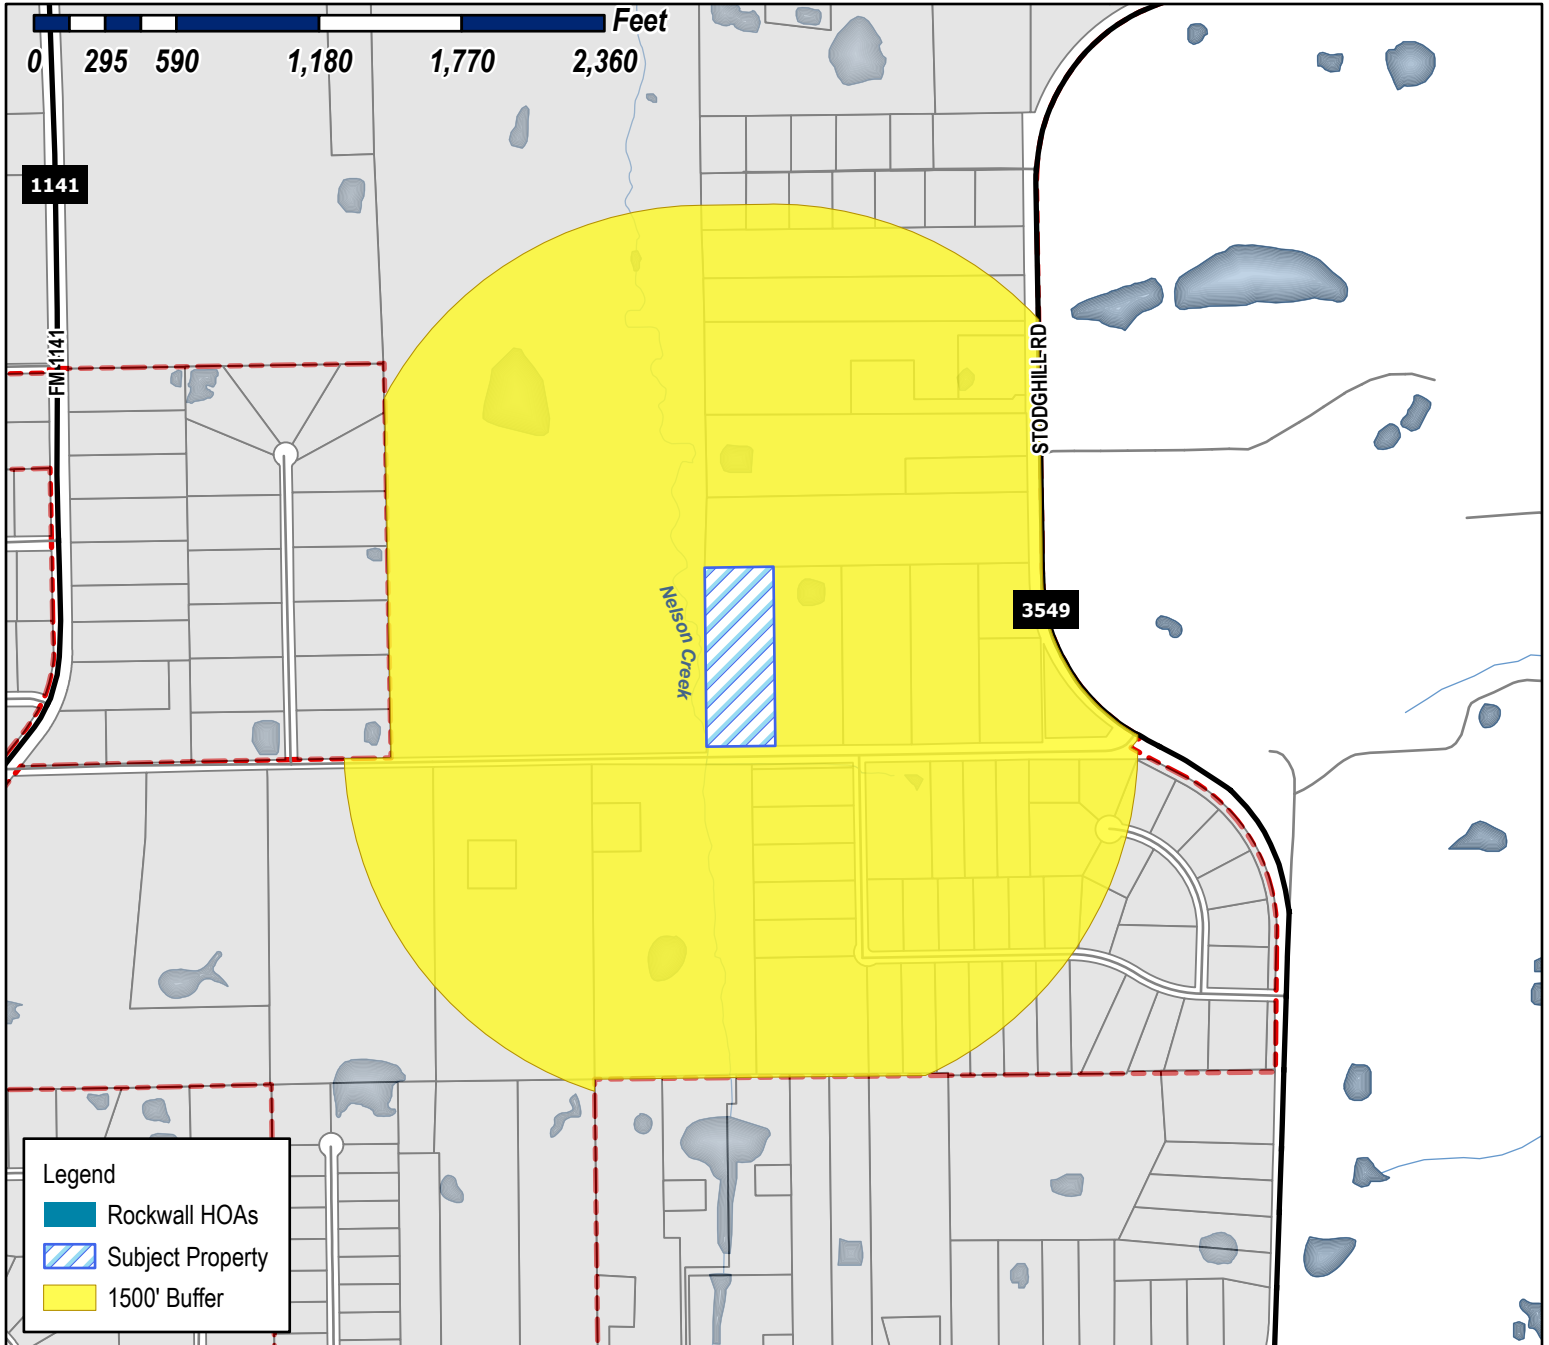 Feet
0 295 590 1,180 1,770 2,360
1141
FM 1141
STODGHILL RD
3549
Nelson Creek
Legend
Rockwall HOAs
Subject Property
1500' Buffer